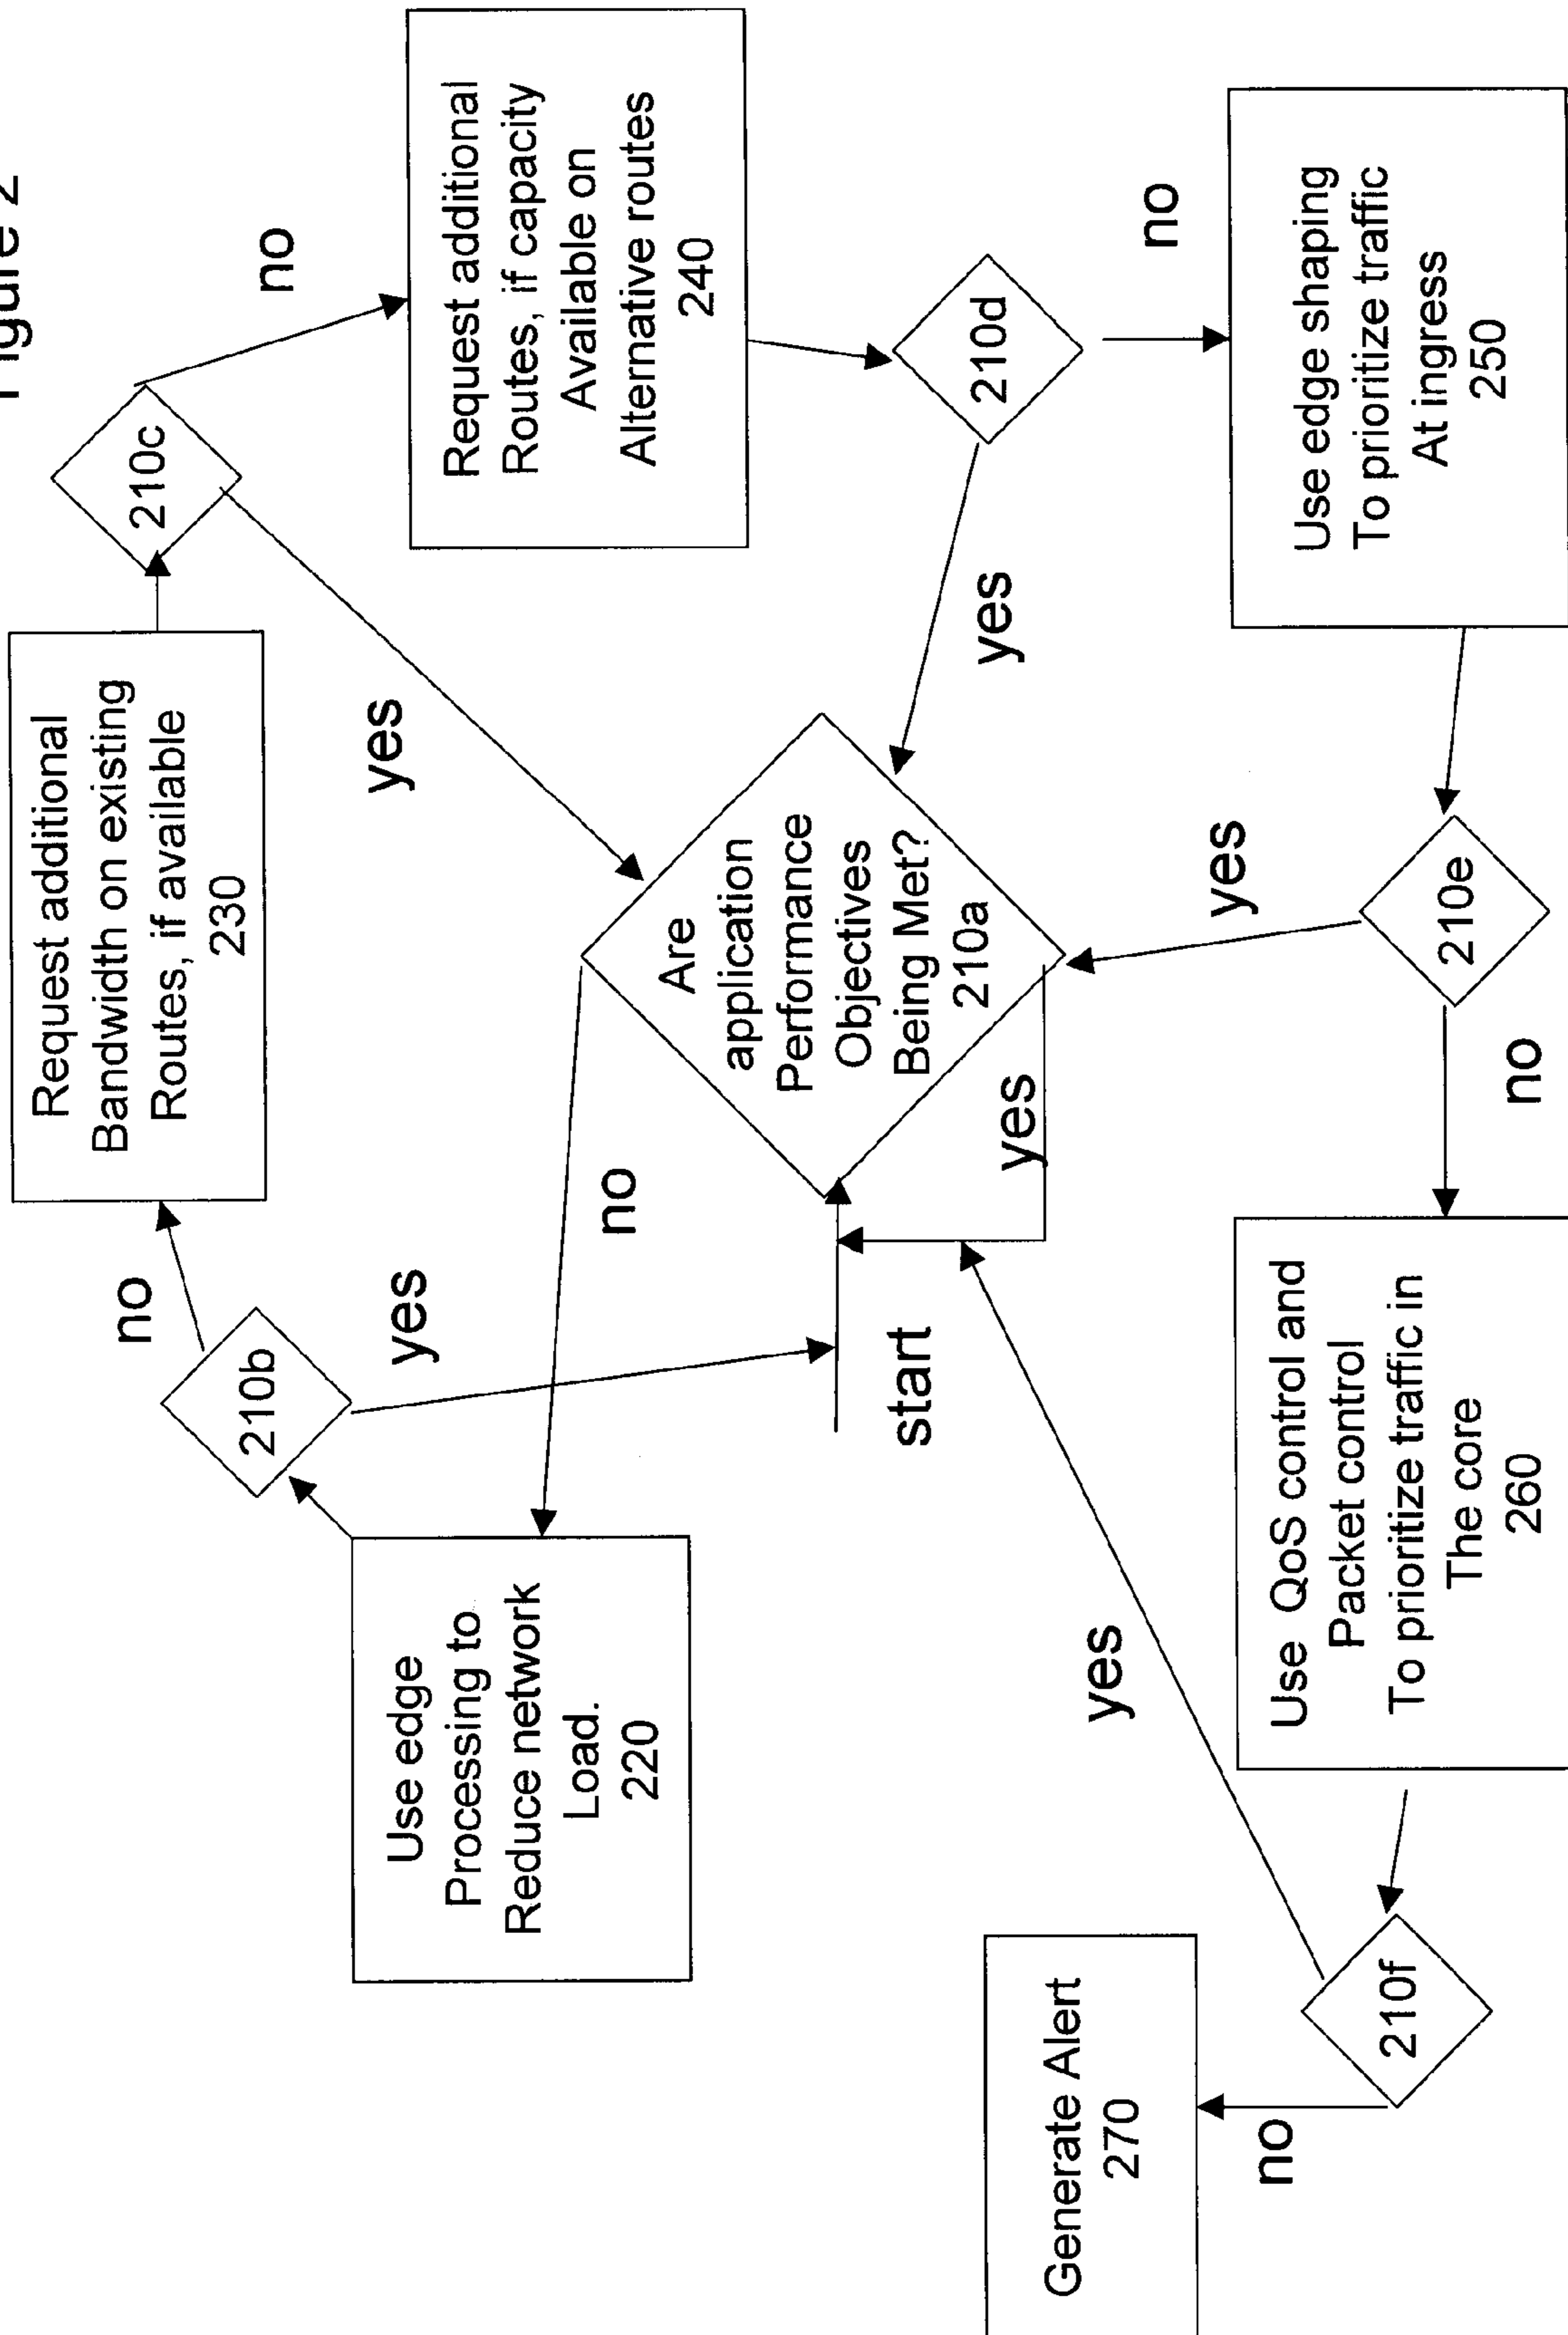 Figure 2
Request additional
Bandwidth on existing
Routes, if available
230
no
210b
210c
no
yes
yes
Use edge
Processing to
Reduce network
Load.
220
no
Request additional
Routes, if capacity
Available on
Alternative routes
240
start
Are
application
Performance
Objectives
Being Met?
210a
yes
yes
210d
no
Generate Alert
270
yes
yes
no
210f
Use QoS control and
Packet control
To prioritize traffic in
The core
260
no
210e
Use edge shaping
To prioritize traffic
At ingress
250